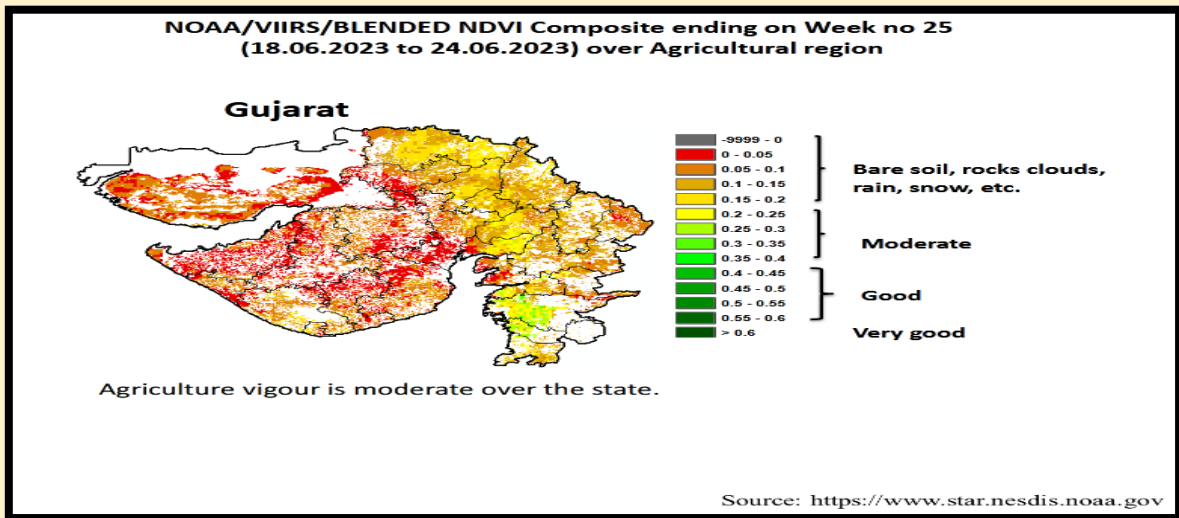 NOAA/VIIRS/BLENDED NDVI Composite ending on Week no 25
(18.06.2023 to 24.06.2023) over Agricultural region
Gujarat
-9999 - 0
0 - 0.05
0.05 - 0.1
0.1 - 0.15
0.15 - 0.2
0.2 - 0.25
0.25 - 0.3
0.3 - 0.35
0.35 - 0.4
0.4 - 0.45
0.45 - 0.5
0.5 - 0.55
0.55 - 0.6
> 0.6
Bare soil, rocks clouds,
rain, snow, etc.
Moderate
Good
Very good
Agriculture vigour is moderate over the state.
Source: https://www.star.nesdis.noaa.gov